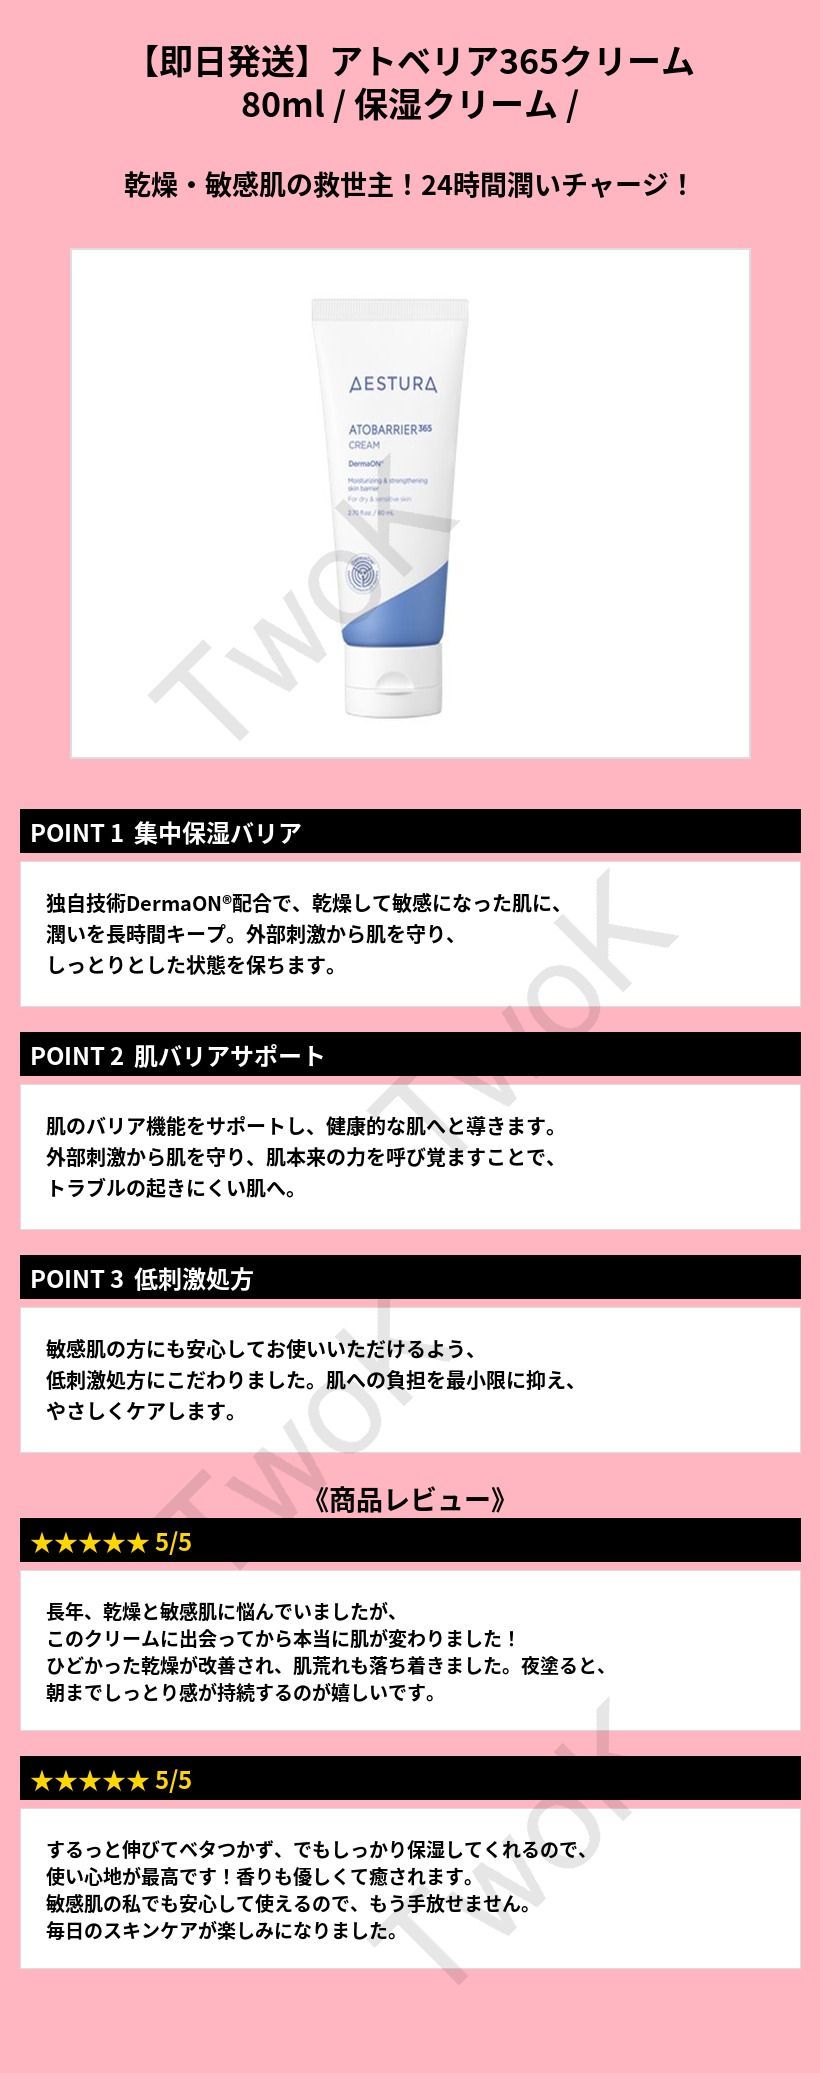 【即日発送】アトベリア365クリーム
80ml / 保湿クリーム /
乾燥・敏感肌の救世主！24時間潤いチャージ！
AESTURA
ATOBARRIER365
CREAM
DermaON®
Moisturizing & strengthening
skin barrier
For dry & sensitive skin
2.70 fl.oz. / 80 mL
TwoK
POINT 1 集中保湿バリア
独自技術DermaON®配合で、乾燥して敏感になった肌に、
潤いを長時間キープ。外部刺激から肌を守り、
しっとりとした状態を保ちます。
TwoK
POINT 2 肌バリアサポート
肌のバリア機能をサポートし、健康的な肌へと導きます。
外部刺激から肌を守り、肌本来の力を呼び覚ますことで、
トラブルの起きにくい肌へ。
POINT 3 低刺激処方
敏感肌の方にも安心してお使いいただけるよう、
低刺激処方にこだわりました。肌への負担を最小限に抑え、
やさしくケアします。
TwoK
《商品レビュー》
★★★★★ 5/5
長年、乾燥と敏感肌に悩んでいましたが、
このクリームに出会ってから本当に肌が変わりました！
ひどかった乾燥が改善され、肌荒れも落ち着きました。夜塗ると、
朝までしっとり感が持続するのが嬉しいです。
★★★★★ 5/5
するっと伸びてベタつかず、でもしっかり保湿してくれるので、
使い心地が最高です！香りも優しくて癒されます。
敏感肌の私でも安心して使えるので、もう手放せません。
毎日のスキンケアが楽しみになりました。
TwoK